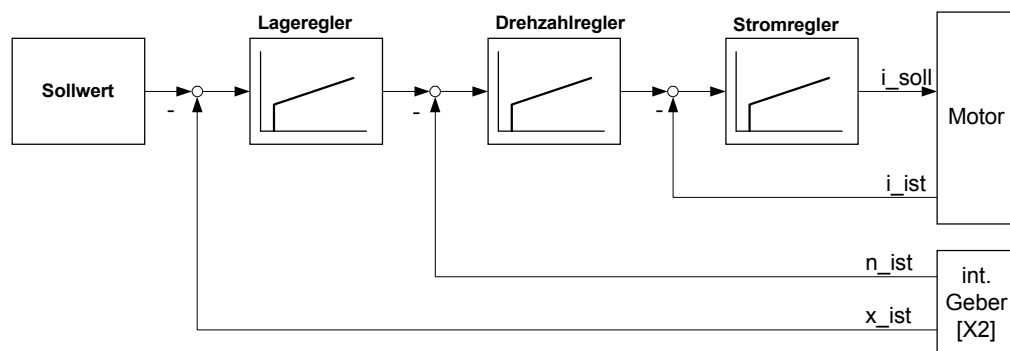 Lageregler
Drehzahlregler
Stromregler
Sollwert
i_soll
Motor
-
-
-
i_ist
n_ist
x_ist
int.
Geber
[X2]